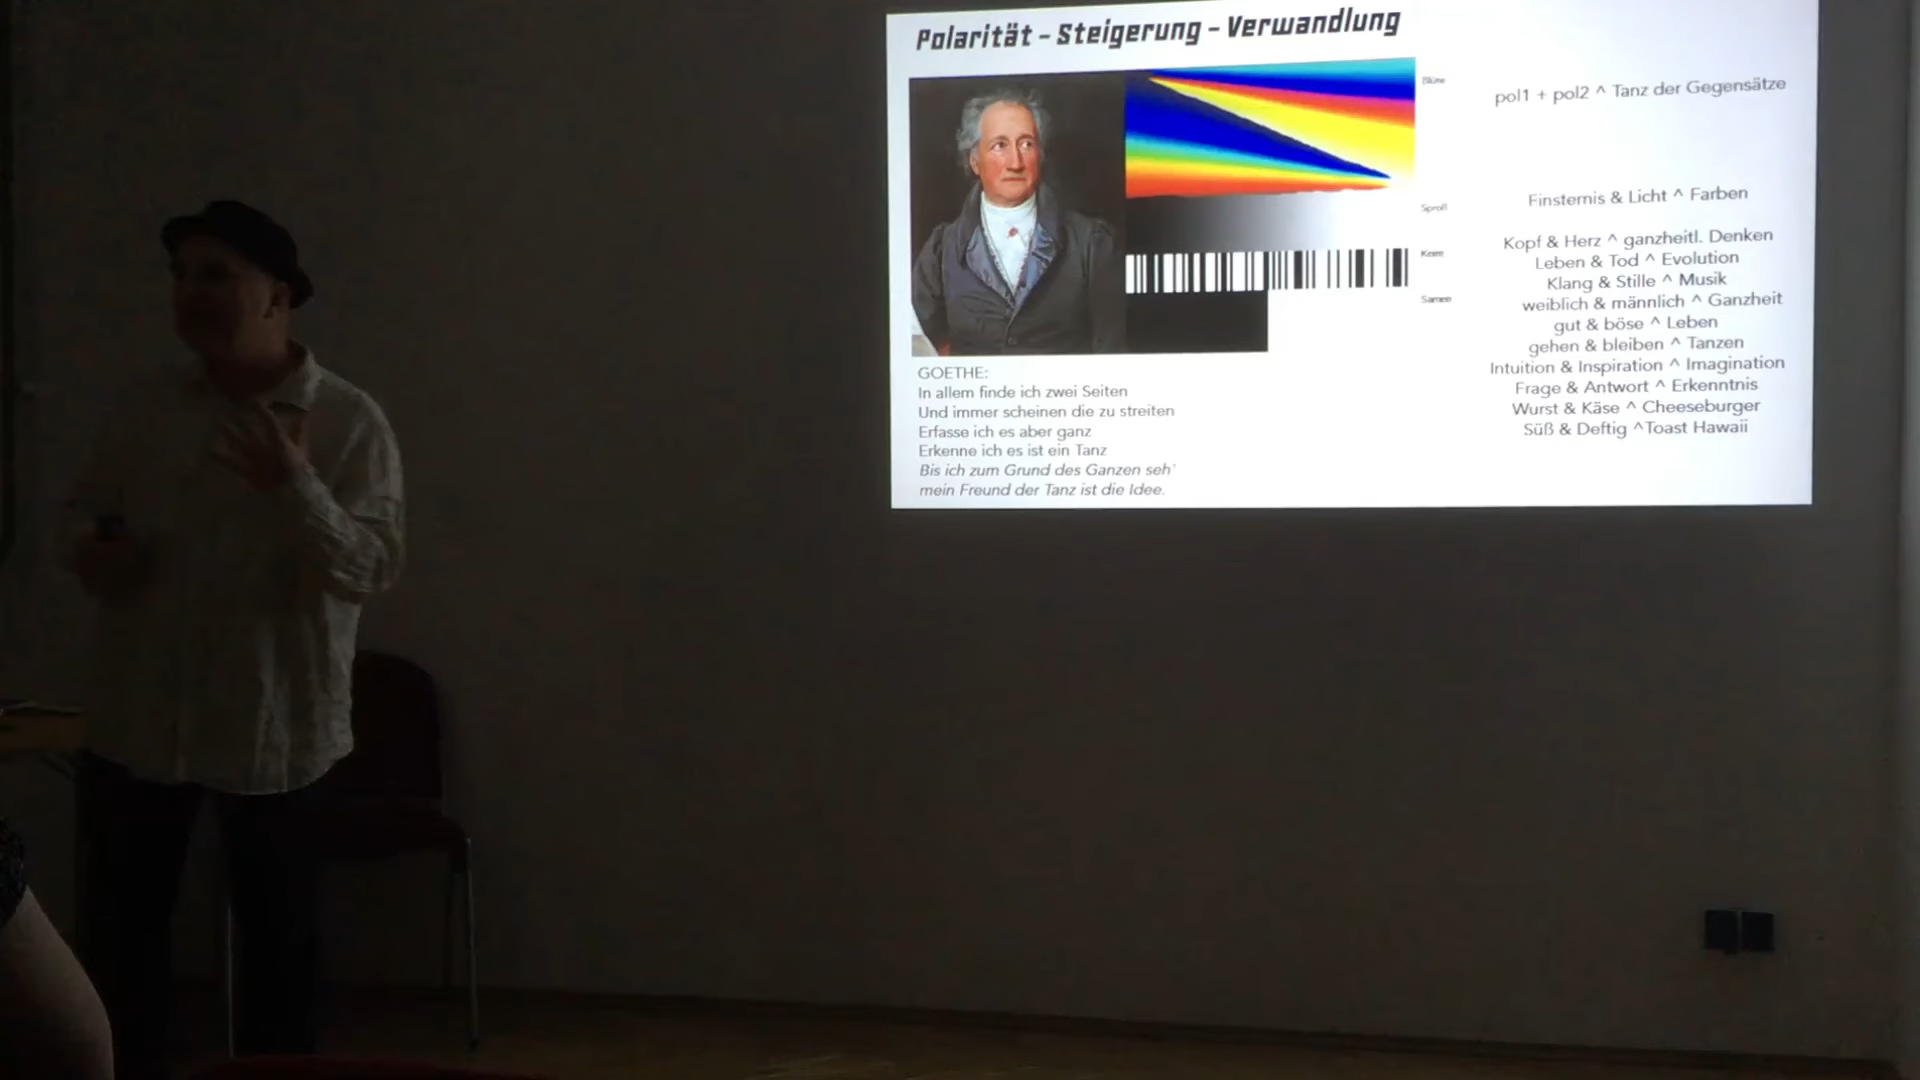 Polarität - Steigerung - Verwandlung
Blüte
Sproß
Keim
Samen
GOETHE:
In allem finde ich zwei Seiten
Und immer scheinen die zu streiten
Erfasse ich es aber ganz
Erkenne ich es ist ein Tanz
Bis ich zum Grund des Ganzen seh'
mein Freund der Tanz ist die Idee.
pol1 + pol2 ^ Tanz der Gegensätze
Finsternis & Licht ^ Farben
Kopf & Herz ^ ganzheitl. Denken
Leben & Tod ^ Evolution
Klang & Stille ^ Musik
weiblich & männlich ^ Ganzheit
gut & böse ^ Leben
gehen & bleiben ^ Tanzen
Intuition & Inspiration ^ Imagination
Frage & Antwort ^ Erkenntnis
Wurst & Käse ^ Cheeseburger
Süß & Deftig ^Toast Hawaii